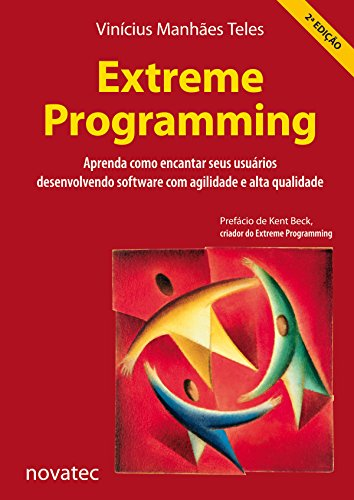 Vinícius Manhães Teles
2ª EDIÇÃO
Extreme
Programming
Aprenda como encantar seus usuários
desenvolvendo software com agilidade e alta qualidade
Prefácio de Kent Beck,
criador do Extreme Programming
novatec